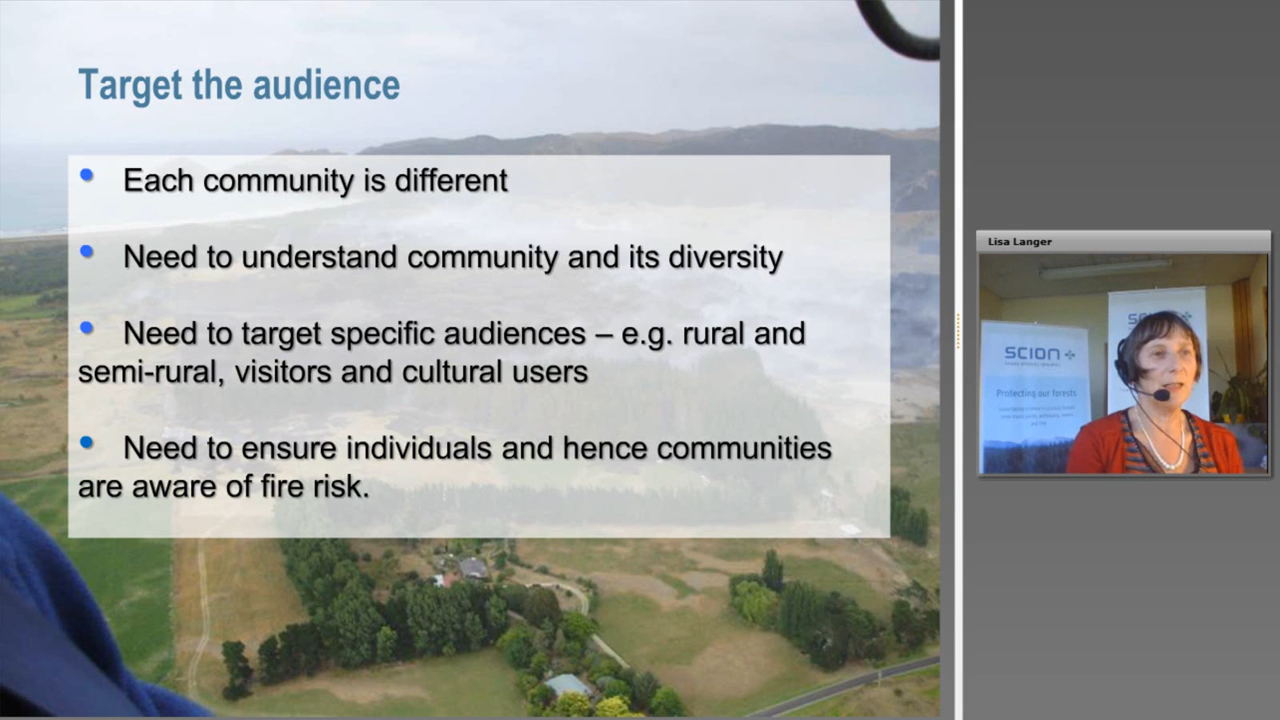 Target the audience
• Each community is different
• Need to understand community and its diversity
• Need to target specific audiences – e.g. rural and
semi-rural, visitors and cultural users
• Need to ensure individuals and hence communities
are aware of fire risk.
Lisa Langer
SCION
Protecting our forests